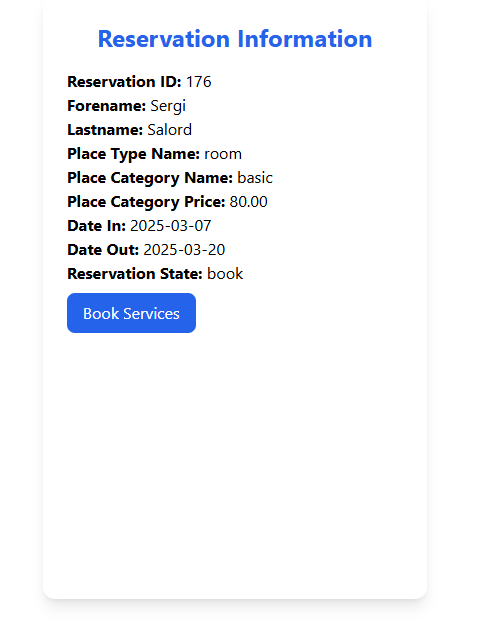 Reservation Information
Reservation ID: 176
Forename: Sergi
Lastname: Salord
Place Type Name: room
Place Category Name: basic
Place Category Price: 80.00
Date In: 2025-03-07
Date Out: 2025-03-20
Reservation State: book
Book Services